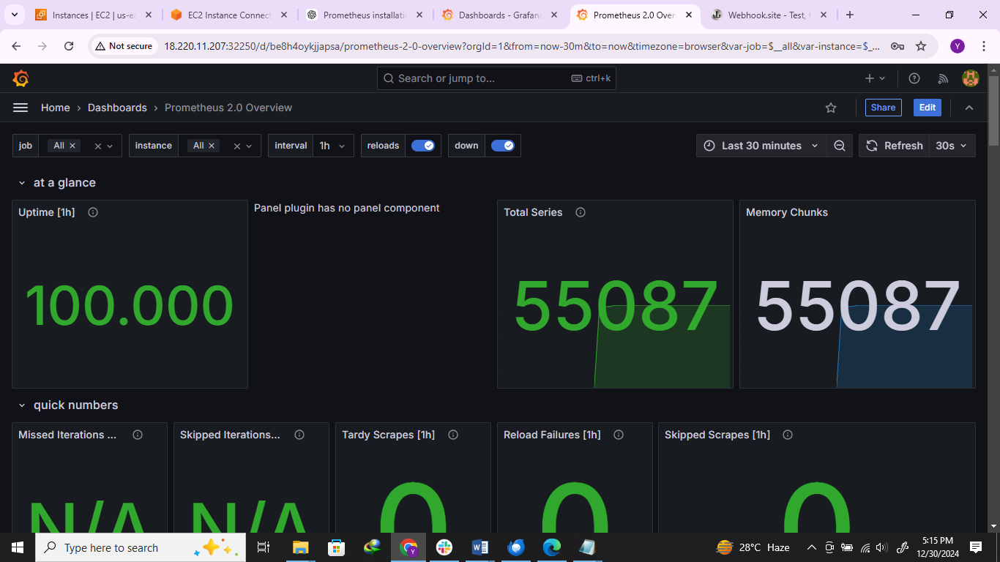 Instances | EC2 | us-ea
EC2 Instance Connect
Prometheus installatio
Dashboards - Grafana
Prometheus 2.0 Over
Webhook.site - Test, t
Not secure
18.220.11.207:32250/d/be8h4oykjjapsa/prometheus-2-0-overview?orgId=1&from=now-30m&to=now&timezone=browser&var-job=$__all&var-instance=$_...
Y
Search or jump to...
ctrl+k
Home › Dashboards › Prometheus 2.0 Overview
Share
Edit
job All
instance All
interval 1h
reloads
down
Last 30 minutes
Refresh 30s
at a glance
Uptime [1h]
Panel plugin has no panel component
Total Series
Memory Chunks
100.000
55087
55087
quick numbers
Missed Iterations ...
Skipped Iterations...
Tardy Scrapes [1h]
Reload Failures [1h]
Skipped Scrapes [1h]
N/A
N/A
0
0
0
Type here to search
Y
28°C Haze
5:15 PM
12/30/2024